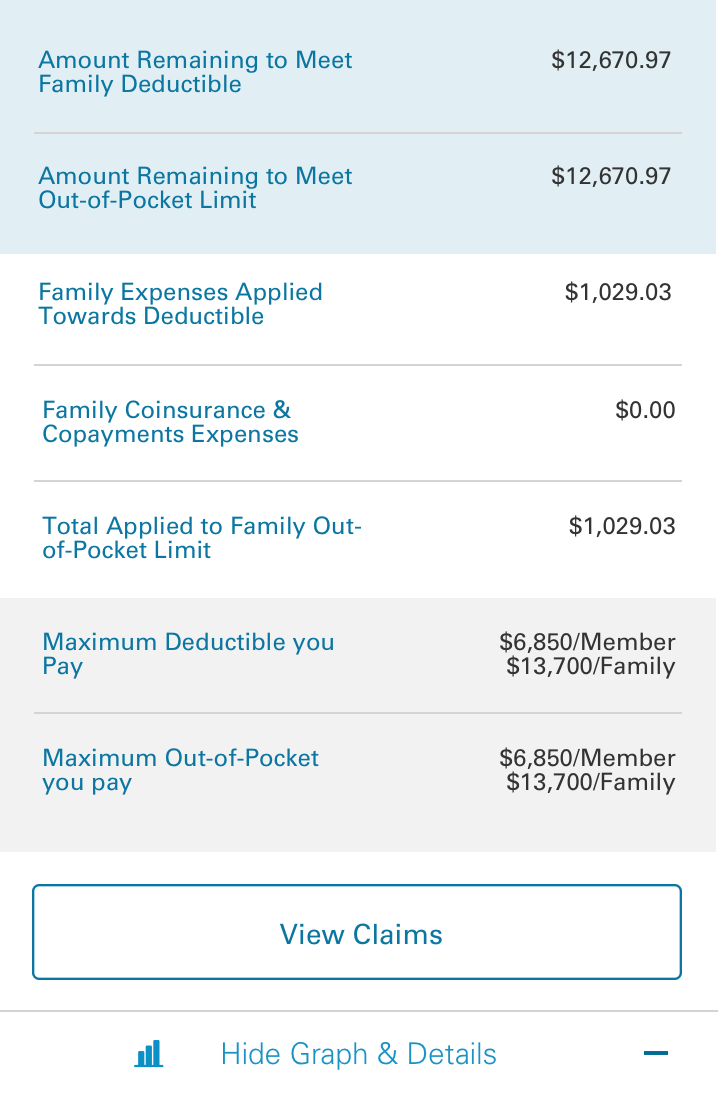 Amount Remaining to Meet $12,670.97
Family Deductible
Amount Remaining to Meet $12,670.97
Out-of-Pocket Limit
Family Expenses Applied $1,029.03
Towards Deductible
Family Coinsurance & $0.00
Copayments Expenses
Total Applied to Family Out- $1,029.03
of-Pocket Limit
Maximum Deductible you $6,850/Member
Pay $13,700/Family
Maximum Out-of-Pocket $6,850/Member
you pay $13,700/Family
View Claims
Hide Graph & Details